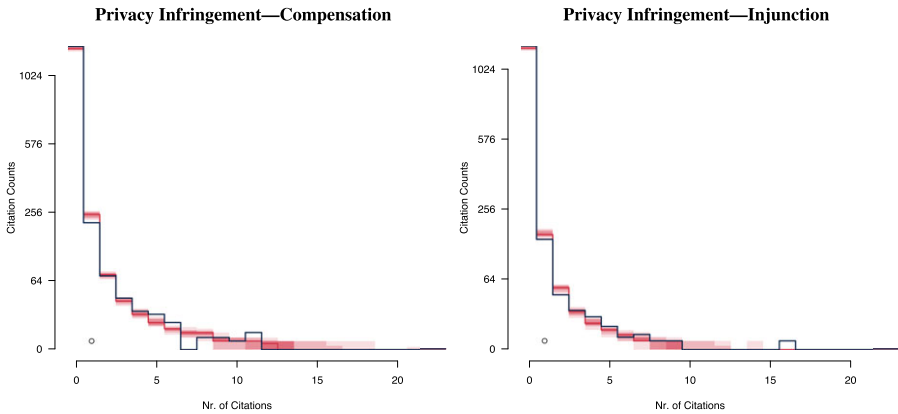 Privacy Infringement—Compensation
Privacy Infringement—Injunction
Citation Counts
1024
576
256
64
0
0 5 10 15 20
Nr. of Citations
Citation Counts
1024
576
256
64
0
0 5 10 15 20
Nr. of Citations